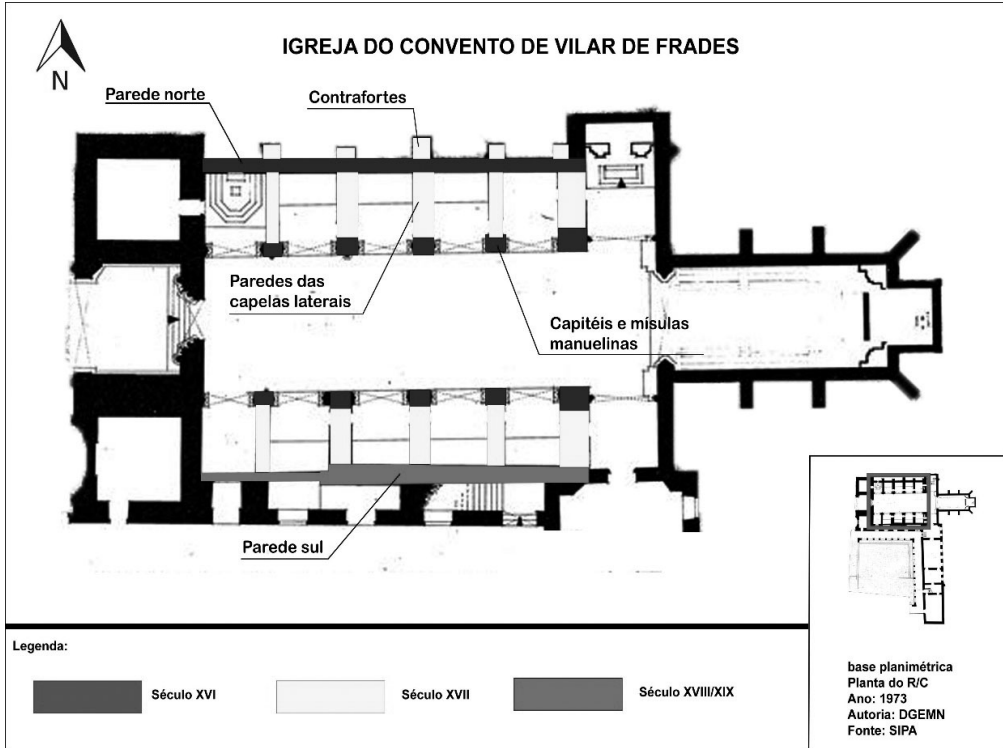 IGREJA DO CONVENTO DE VILAR DE FRADES
N
Parede norte
Contrafortes
Paredes das
capelas laterais
Capitéis e mísulas
manuelinas
Parede sul
Legenda:
Século XVI
Século XVII
Século XVIII/XIX
base planimétrica
Planta do R/C
Ano: 1973
Autoria: DGEMN
Fonte: SIPA